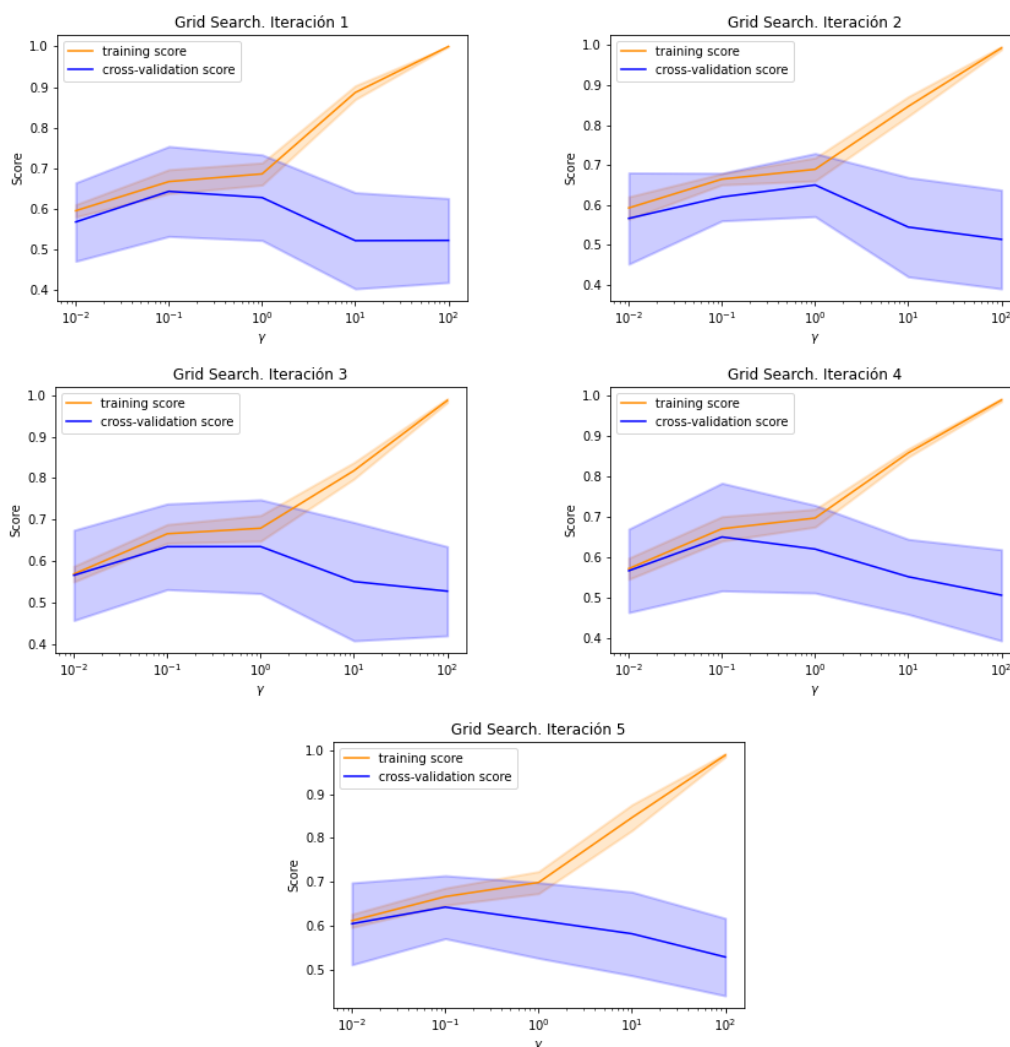 Grid Search. Iteración 1
training score
cross-validation score
1.0
0.9
0.8
0.7
0.6
0.5
0.4
Score
10⁻² 10⁻¹ 10⁰ 10¹ 10²
γ
Grid Search. Iteración 2
training score
cross-validation score
1.0
0.9
0.8
0.7
0.6
0.5
0.4
Score
10⁻² 10⁻¹ 10⁰ 10¹ 10²
γ
Grid Search. Iteración 3
training score
cross-validation score
1.0
0.9
0.8
0.7
0.6
0.5
0.4
Score
10⁻² 10⁻¹ 10⁰ 10¹ 10²
γ
Grid Search. Iteración 4
training score
cross-validation score
1.0
0.9
0.8
0.7
0.6
0.5
0.4
Score
10⁻² 10⁻¹ 10⁰ 10¹ 10²
γ
Grid Search. Iteración 5
training score
cross-validation score
1.0
0.9
0.8
0.7
0.6
0.5
Score
10⁻² 10⁻¹ 10⁰ 10¹ 10²
γ